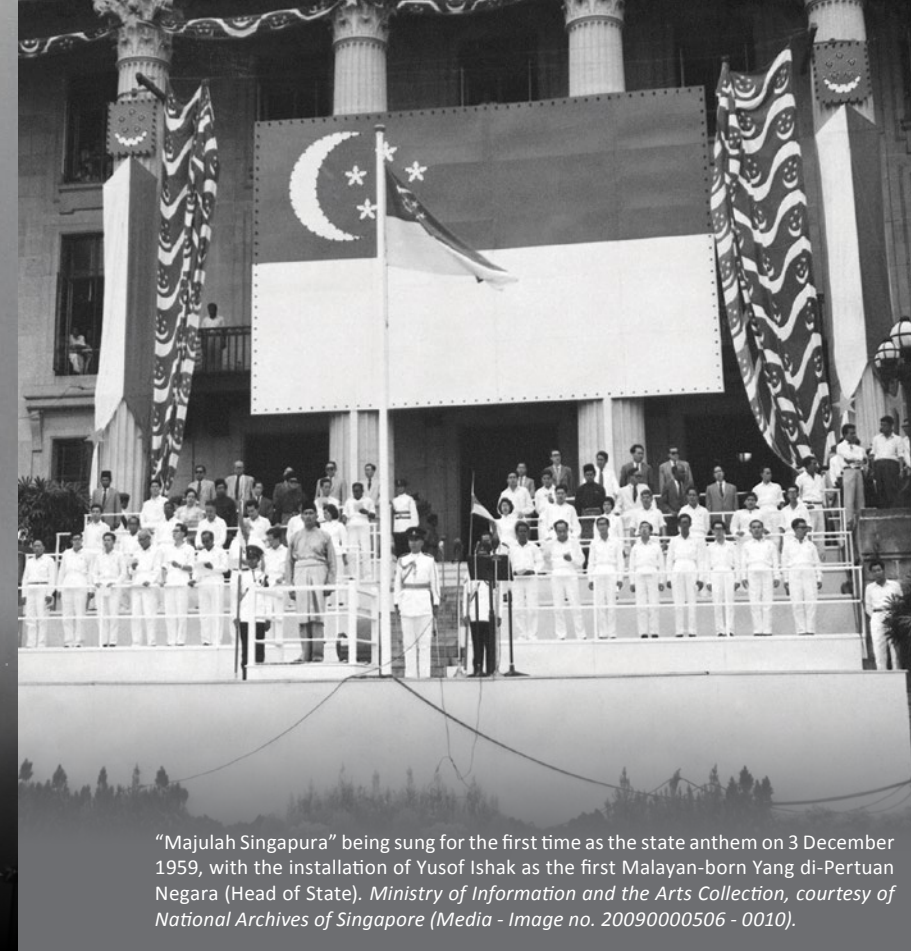 “Majulah Singapura” being sung for the first time as the state anthem on 3 December
1959, with the installation of Yusof Ishak as the first Malayan-born Yang di-Pertuan
Negara (Head of State). Ministry of Information and the Arts Collection, courtesy of
National Archives of Singapore (Media - Image no. 20090000506 - 0010).